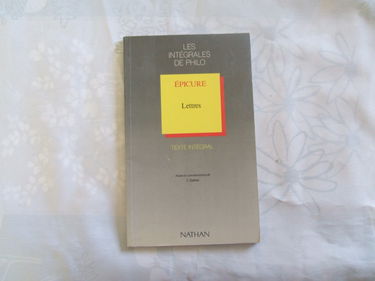 LES
INTÉGRALES
DE PHILO
ÉPICURE
Lettres
TEXTE INTÉGRAL
NATHAN